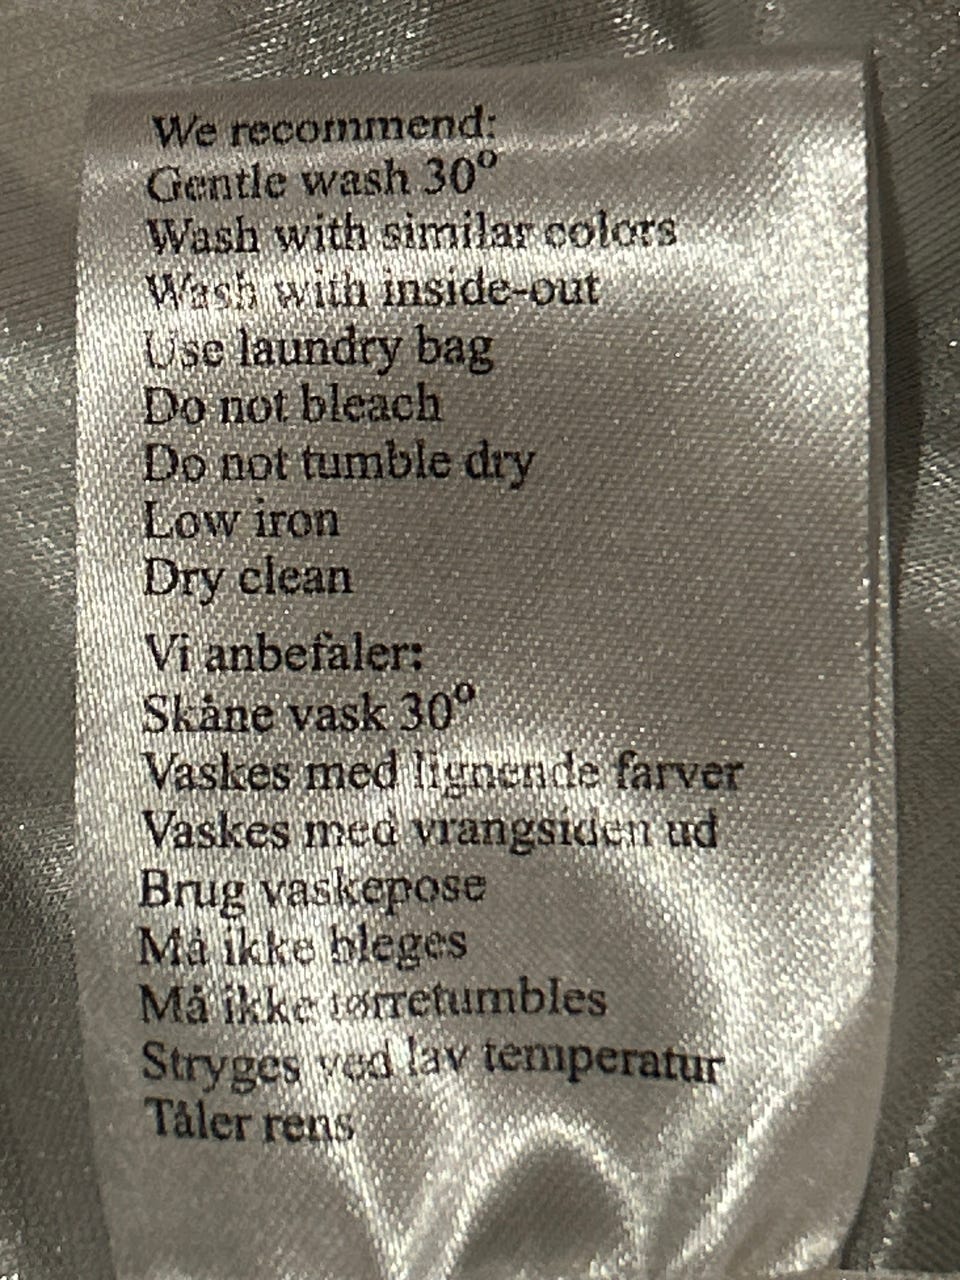 We recommend:
Gentle wash 30°
Wash with similar colors
Wash with inside-out
Use laundry bag
Do not bleach
Do not tumble dry
Low iron
Dry clean
Vi anbefaler:
Skåne vask 30°
Vaskes med lignende farver
Vaskes med vrangsiden ud
Brug vaskepose
Må ikke bleges
Må ikke tørretumbles
Stryges ved lav temperatur
Tåler rens